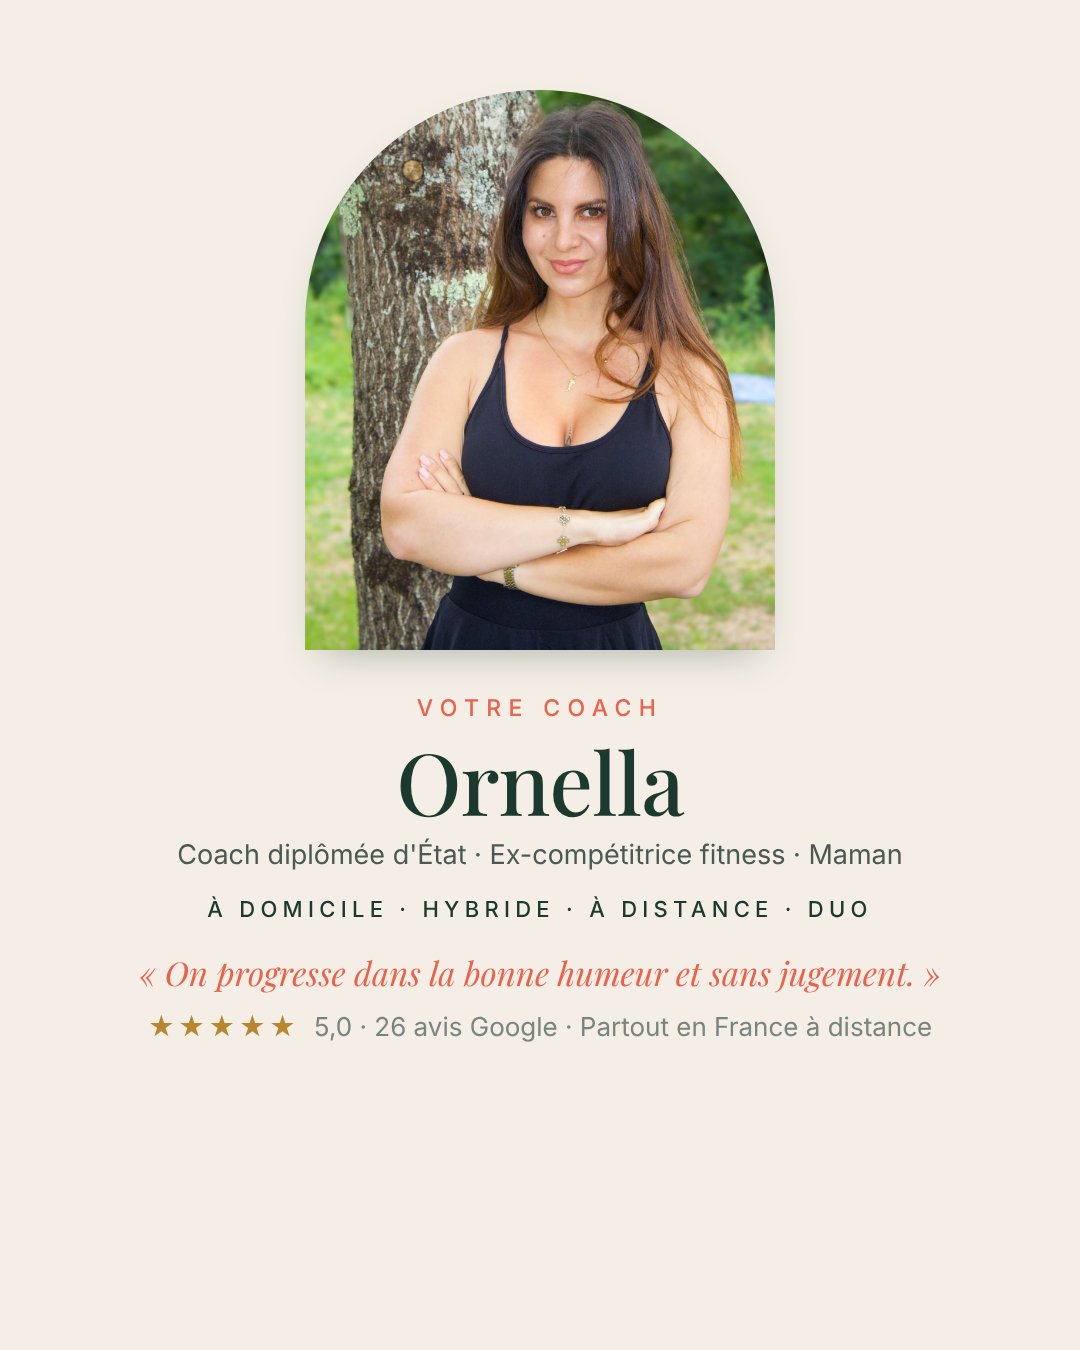 VOTRE COACH
Ornella
Coach diplômée d'État · Ex-compétitrice fitness · Maman
À DOMICILE · HYBRIDE · À DISTANCE · DUO
« On progresse dans la bonne humeur et sans jugement. »
★★★★★ 5,0 · 26 avis Google · Partout en France à distance